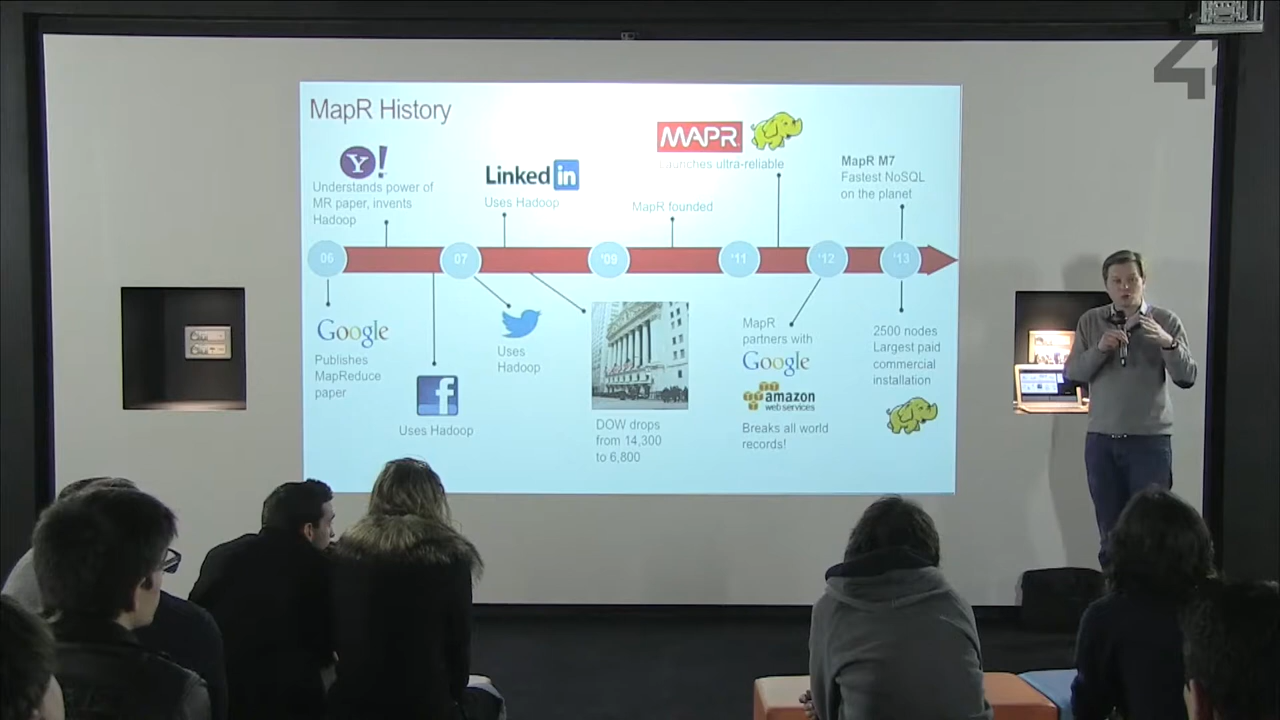 42
MapR History
Y!
Understands power of
MR paper, invents
Hadoop
Linked in
Uses Hadoop
MapR founded
MAPR
Launches ultra-reliable
MapR M7
Fastest NoSQL
on the planet
06
07
'09
'11
'12
'13
Google
Publishes
MapReduce
paper
f
Uses Hadoop
Uses
Hadoop
DOW drops
from 14,300
to 6,800
MapR
partners with
Google
amazon
web services
Breaks all world
records!
2500 nodes
Largest paid
commercial
installation